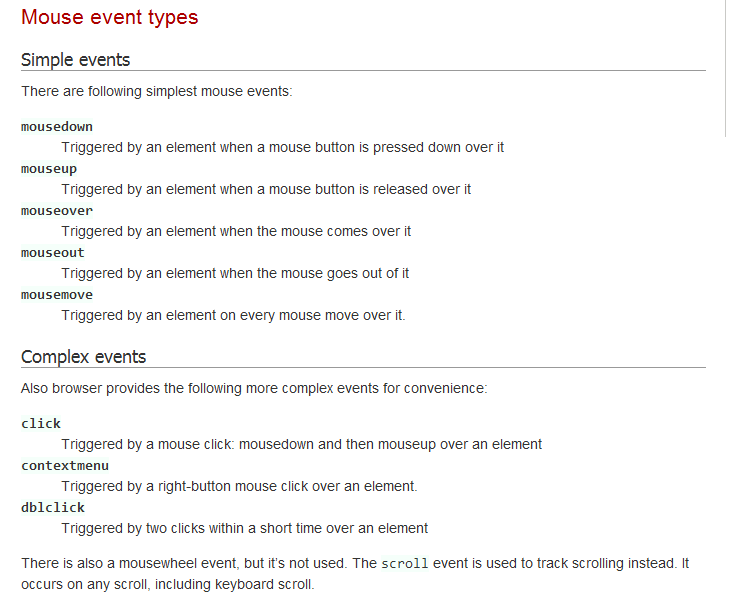 Mouse event types
Simple events
There are following simplest mouse events:
mousedown
Triggered by an element when a mouse button is pressed down over it
mouseup
Triggered by an element when a mouse button is released over it
mouseover
Triggered by an element when the mouse comes over it
mouseout
Triggered by an element when the mouse goes out of it
mousemove
Triggered by an element on every mouse move over it.
Complex events
Also browser provides the following more complex events for convenience:
click
Triggered by a mouse click: mousedown and then mouseup over an element
contextmenu
Triggered by a right-button mouse click over an element.
dblclick
Triggered by two clicks within a short time over an element
There is also a mousewheel event, but it’s not used. The scroll event is used to track scrolling instead. It
occurs on any scroll, including keyboard scroll.